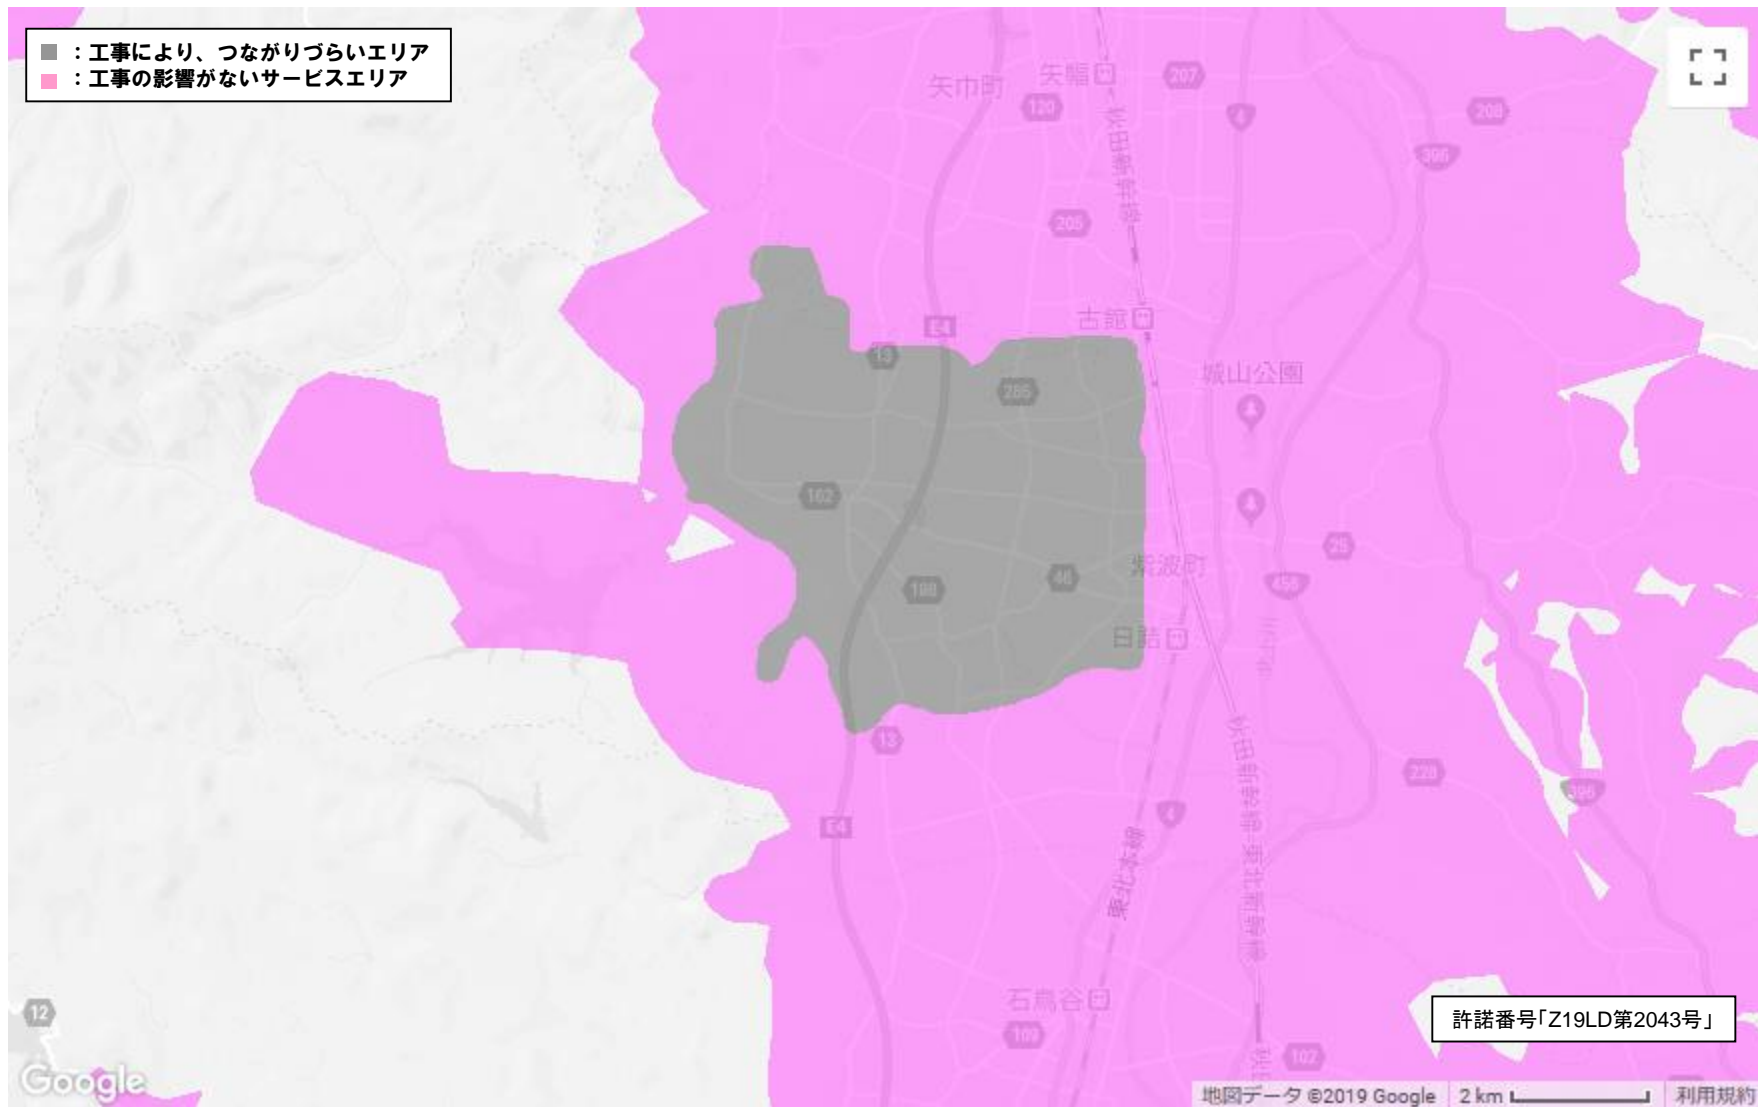 ：工事により、つながりづらいエリア
：工事の影響がないサービスエリア
矢巾町
矢幅
207
120
4
208
396
秋田新幹線
205
古館
E4
13
城山公園
286
162
紫波町
25
46
456
日詰
北上川
13
228
396
E4
4
東北本線
秋田新幹線・東北新幹線
石鳥谷
109
102
12
許諾番号「Z19LD第2043号」
Google
地図データ ©2019 Google
2 km
利用規約